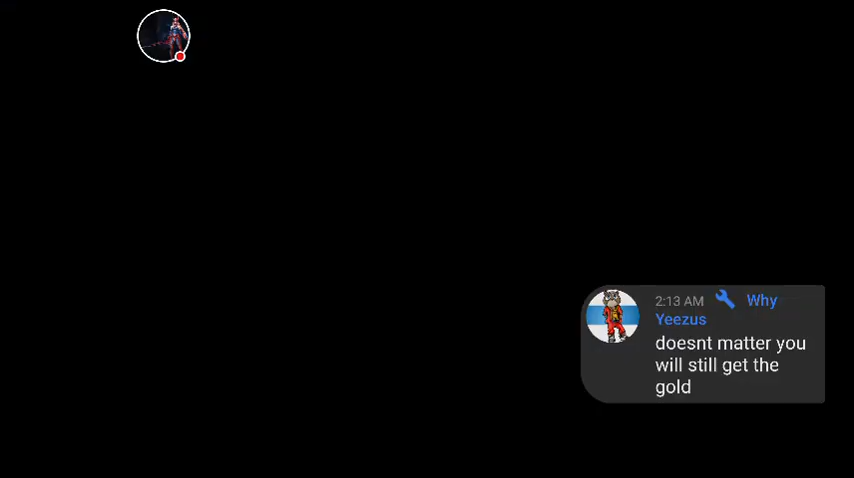 2:13 AM Why
Yeezus
doesnt matter you
will still get the
gold